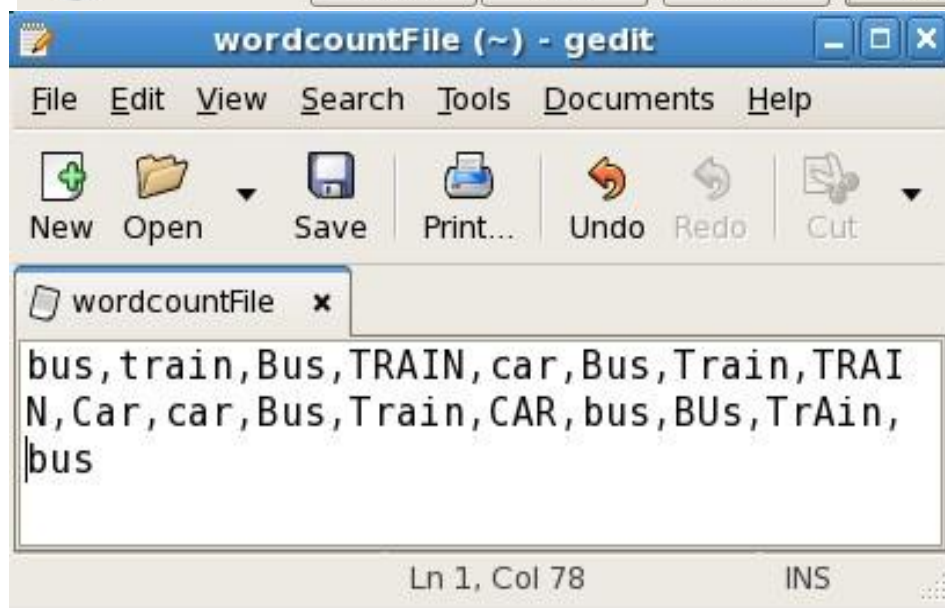 wordcountFile (~) - gedit
File Edit View Search Tools Documents Help
New Open Save Print... Undo Redo Cut
wordcountFile
bus,train,Bus,TRAIN,car,Bus,Train,TRAI
N,Car,car,Bus,Train,CAR,bus,BUs,TrAin,
bus
Ln 1, Col 78 INS